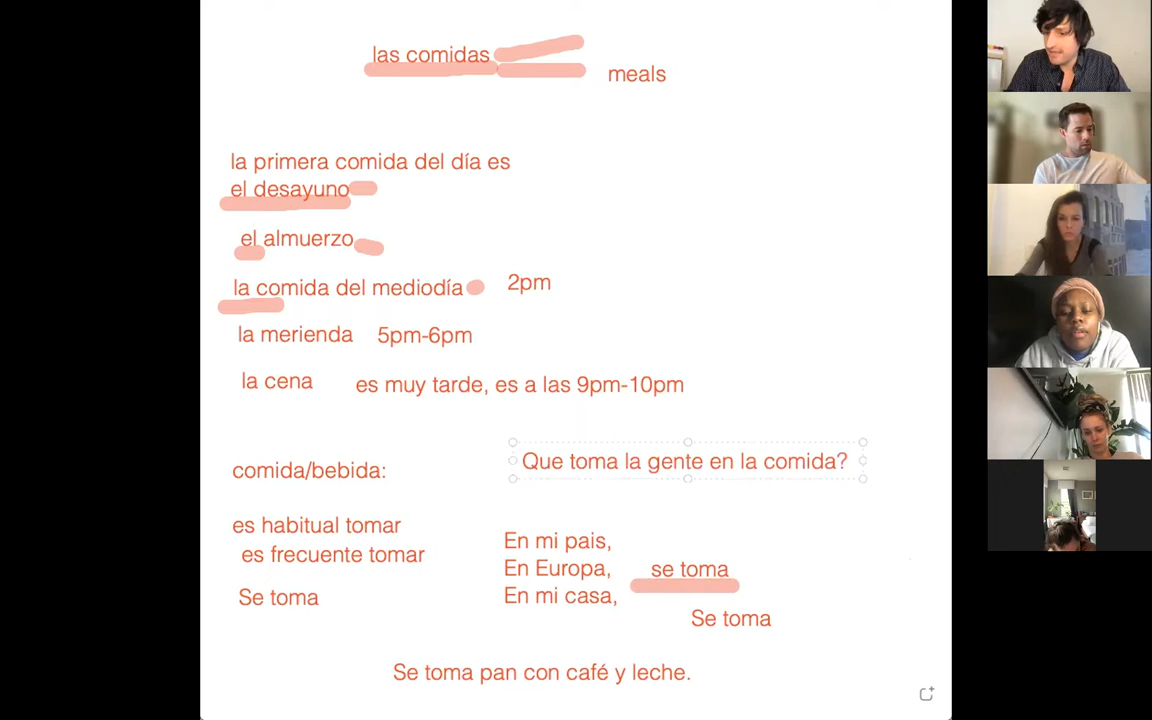 las comidas
meals
la primera comida del día es
el desayuno
el almuerzo
la comida del mediodía 2pm
la merienda 5pm-6pm
la cena es muy tarde, es a las 9pm-10pm
Que toma la gente en la comida?
comida/bebida:
es habitual tomar
es frecuente tomar
Se toma
En mi pais,
En Europa, se toma
En mi casa,
Se toma
Se toma pan con café y leche.